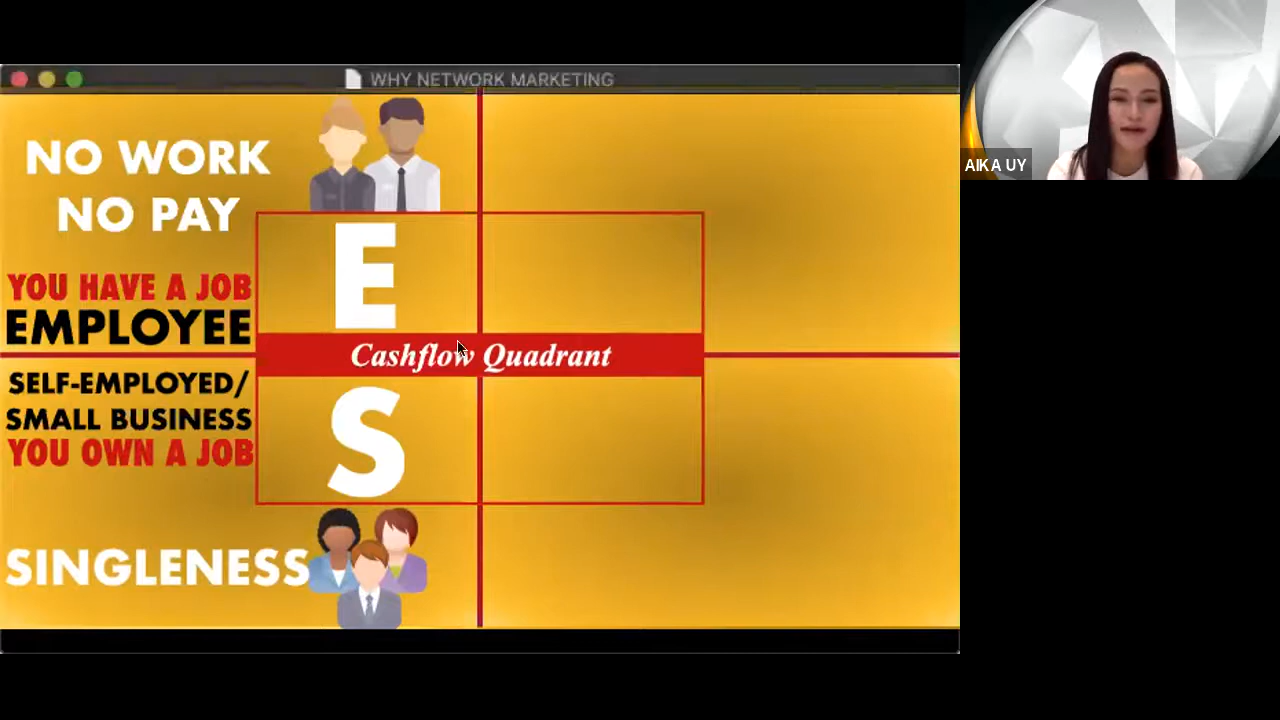 WHY NETWORK MARKETING
AIKA UY
NO WORK
NO PAY
YOU HAVE A JOB
EMPLOYEE
E
Cashflow Quadrant
SELF-EMPLOYED/
SMALL BUSINESS
YOU OWN A JOB
S
SINGLENESS